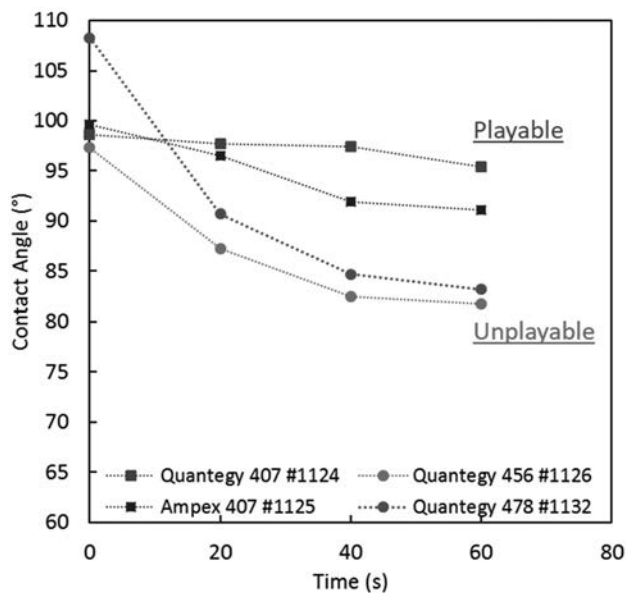 110
105
100
95
90
85
80
75
70
65
60
Contact Angle (°)
Playable
Unplayable
Quantegy 407 #1124
Quantegy 456 #1126
Ampex 407 #1125
Quantegy 478 #1132
0 20 40 60 80
Time (s)